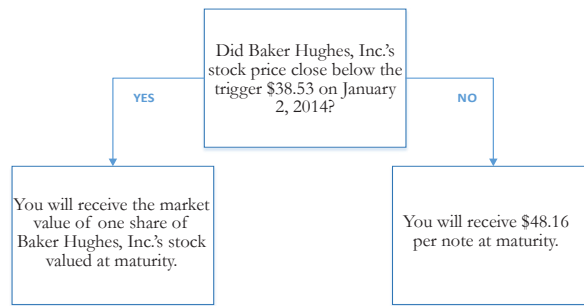 Did Baker Hughes, Inc.'s
stock price close below the
trigger $38.53 on January
2, 2014?
YES
NO
You will receive the market
value of one share of
Baker Hughes, Inc.'s stock
valued at maturity.
You will receive $48.16
per note at maturity.